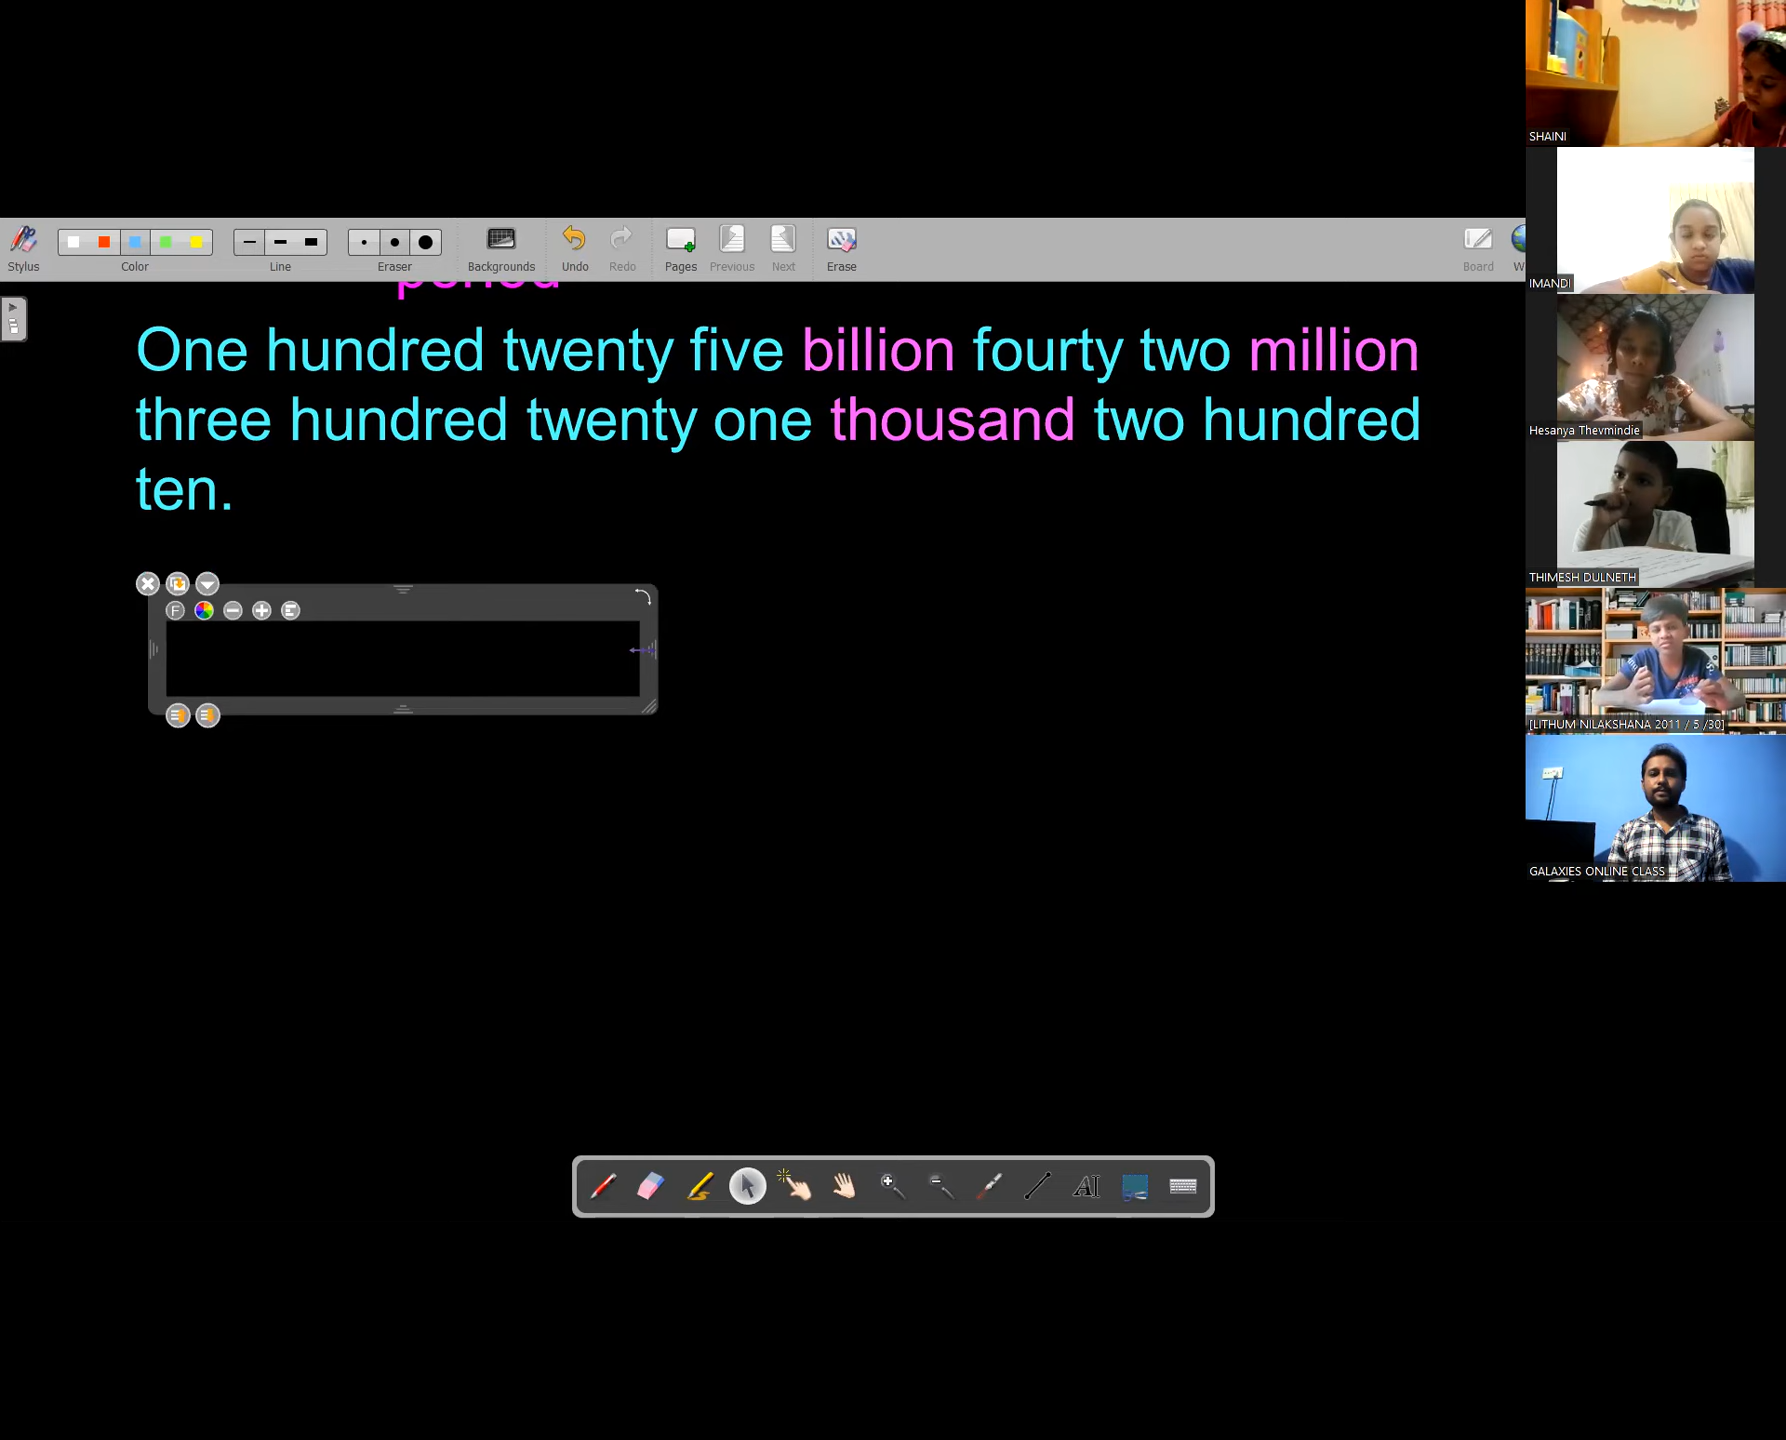 SHAINI
IMANDI
Stylus
Color
Line
Eraser
Backgrounds
Undo
Redo
Pages
Previous
Next
Erase
Board
period
One hundred twenty five billion fourty two million
three hundred twenty one thousand two hundred
ten.
F
Hesanya Thevmindie
THIMESH DULNETH
[LITHUM NILAKSHANA 2011 / 5 /30]
GALAXIES ONLINE CLASS
AI